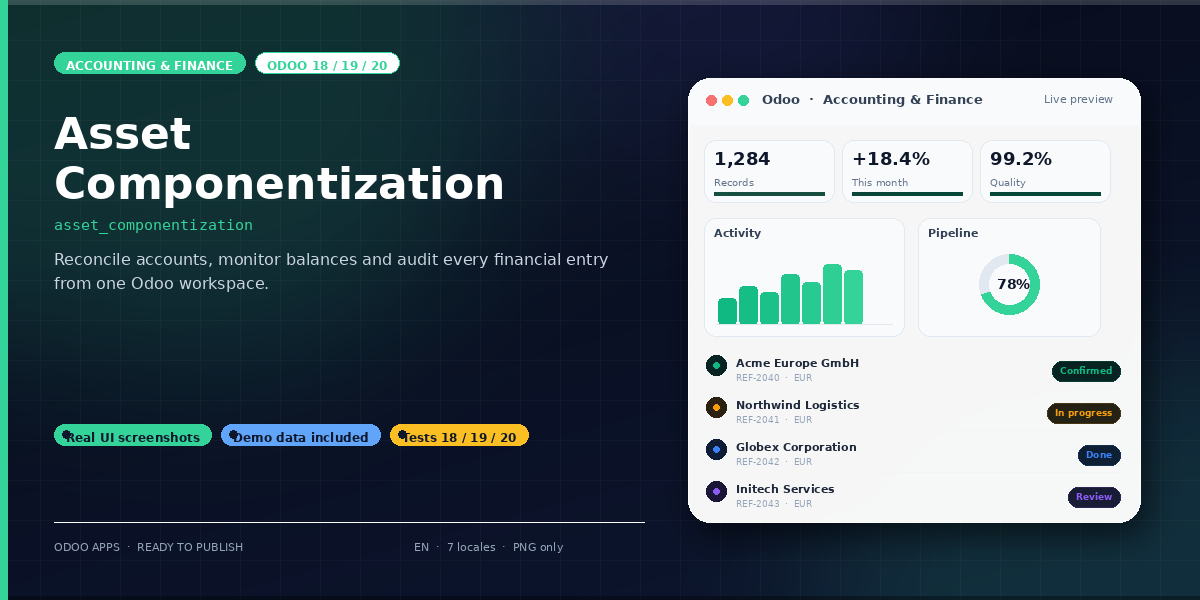 ACCOUNTING & FINANCE
ODOO 18 / 19 / 20
Asset
Componentization
asset_componentization
Reconcile accounts, monitor balances and audit every financial entry
from one Odoo workspace.
Real UI screenshots
Demo data included
Tests 18 / 19 / 20
ODOO APPS · READY TO PUBLISH
EN · 7 locales · PNG only
Odoo · Accounting & Finance
Live preview
1,284
Records
+18.4%
This month
99.2%
Quality
Activity
Pipeline
78%
Acme Europe GmbH
REF-2040 · EUR
Confirmed
Northwind Logistics
REF-2041 · EUR
In progress
Globex Corporation
REF-2042 · EUR
Done
Initech Services
REF-2043 · EUR
Review